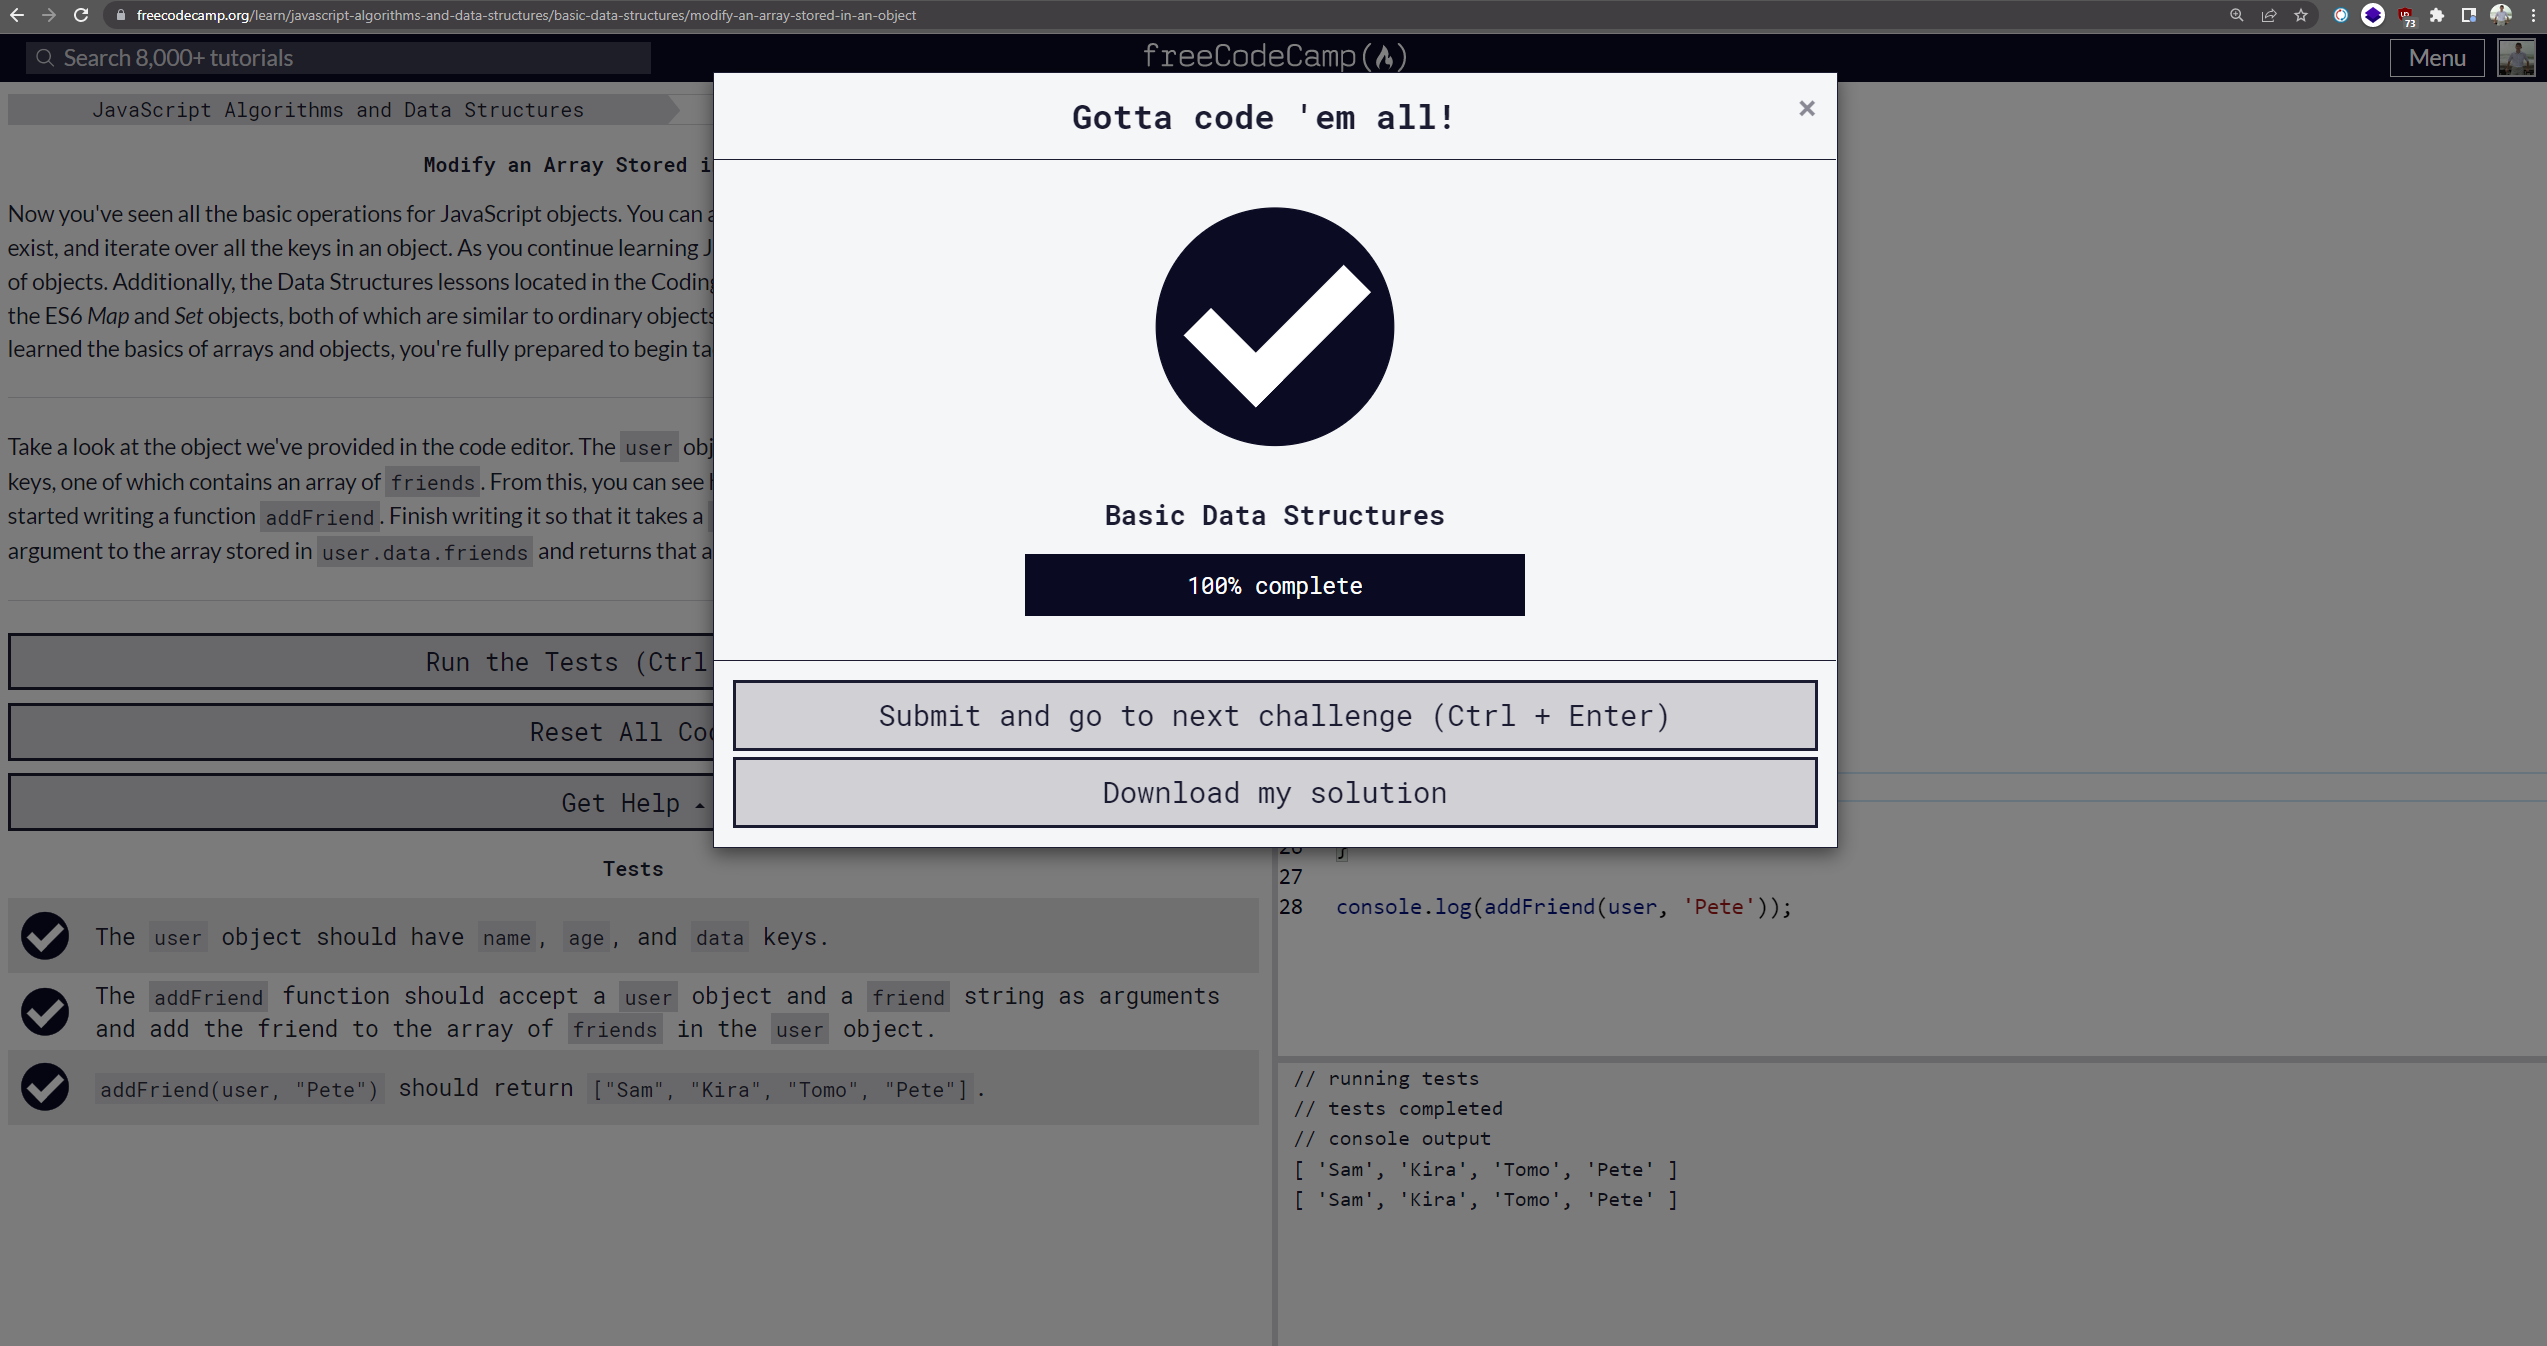 freecodecamp.org/learn/javascript-algorithms-and-data-structures/basic-data-structures/modify-an-array-stored-in-an-object
73
Search 8,000+ tutorials
freeCodeCamp
Menu
JavaScript Algorithms and Data Structures
Modify an Array Stored i
Now you've seen all the basic operations for JavaScript objects. You can a
exist, and iterate over all the keys in an object. As you continue learning J
of objects. Additionally, the Data Structures lessons located in the Coding
the ES6 Map and Set objects, both of which are similar to ordinary objects
learned the basics of arrays and objects, you're fully prepared to begin ta
Take a look at the object we've provided in the code editor. The user obj
keys, one of which contains an array of friends. From this, you can see h
started writing a function addFriend. Finish writing it so that it takes a
argument to the array stored in user.data.friends and returns that a
Run the Tests (Ctrl
Reset All Co
Get Help
Tests
The user object should have name, age, and data keys.
The addFriend function should accept a user object and a friend string as arguments
and add the friend to the array of friends in the user object.
addFriend(user, "Pete") should return ["Sam", "Kira", "Tomo", "Pete"].
Gotta code 'em all!
×
Basic Data Structures
100% complete
Submit and go to next challenge (Ctrl + Enter)
Download my solution
26 }
27
28 console.log(addFriend(user, 'Pete'));
// running tests
// tests completed
// console output
[ 'Sam', 'Kira', 'Tomo', 'Pete' ]
[ 'Sam', 'Kira', 'Tomo', 'Pete' ]